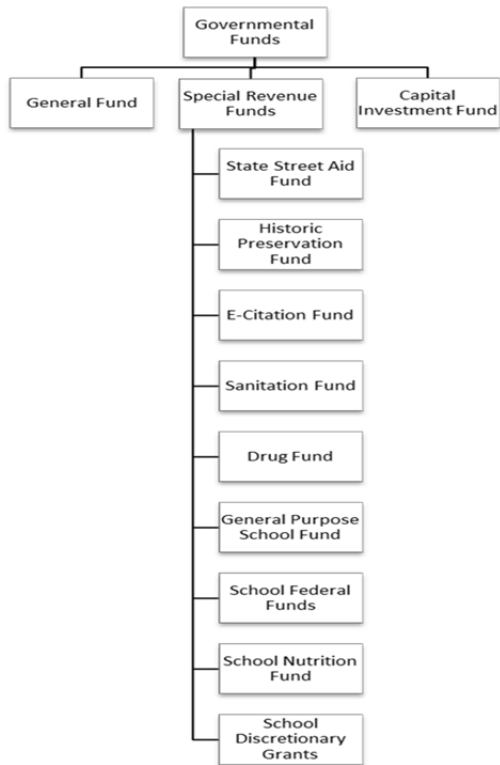 Governmental
Funds
General Fund
Special Revenue
Funds
Capital
Investment Fund
State Street Aid
Fund
Historic
Preservation
Fund
E-Citation Fund
Sanitation Fund
Drug Fund
General Purpose
School Fund
School Federal
Funds
School Nutrition
Fund
School
Discretionary
Grants